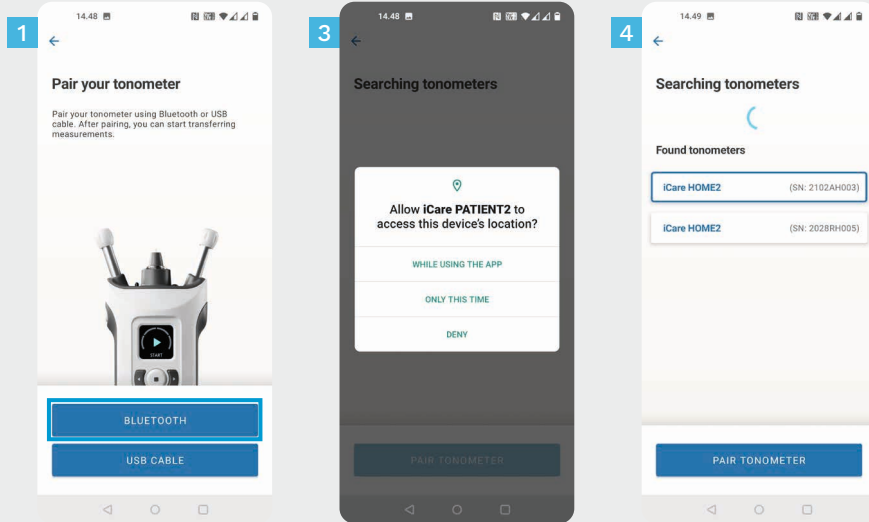 1
14.48
Pair your tonometer
Pair your tonometer using Bluetooth or USB
cable. After pairing, you can start transferring
measurements.
START
BLUETOOTH
USB CABLE
3
14.48
Searching tonometers
Allow iCare PATIENT2 to
access this device's location?
WHILE USING THE APP
ONLY THIS TIME
DENY
PAIR TONOMETER
4
14.49
Searching tonometers
Found tonometers
iCare HOME2 (SN: 2102AH003)
iCare HOME2 (SN: 2028RH005)
PAIR TONOMETER